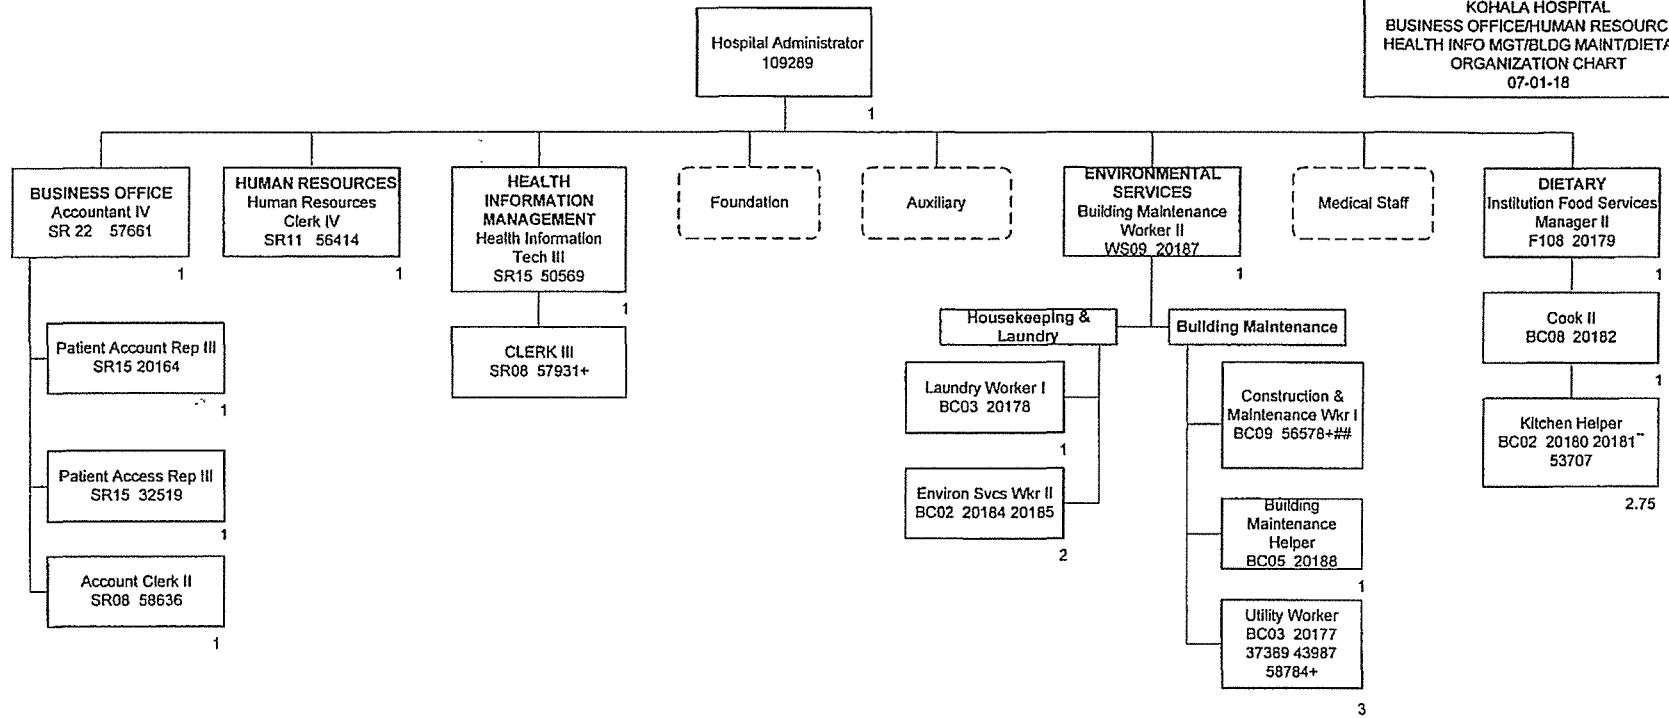 KOHALA HOSPITAL
BUSINESS OFFICE/HUMAN RESOURC
HEALTH INFO MGT/BLDG MAINT/DIETA
ORGANIZATION CHART
07-01-18
Hospital Administrator
109289
1
BUSINESS OFFICE
Accountant IV
SR 22 57661
1
HUMAN RESOURCES
Human Resources
Clerk IV
SR11 56414
1
HEALTH
INFORMATION
MANAGEMENT
Health Information
Tech III
SR15 50569
1
Foundation
Auxiliary
ENVIRONMENTAL
SERVICES
Building Maintenance
Worker II
WS09 20187
1
Medical Staff
DIETARY
Institution Food Services
Manager II
F108 20179
1
Patient Account Rep III
SR15 20164
1
Patient Access Rep III
SR15 32519
1
Account Clerk II
SR08 58636
1
CLERK III
SR08 57931+
Housekeeping &
Laundry
Laundry Worker I
BC03 20178
1
Environ Svcs Wkr II
BC02 20184 20185
2
Building Maintenance
Construction &
Maintenance Wkr I
BC09 56578+##
Building
Maintenance
Helper
BC05 20188
1
Utility Worker
BC03 20177
37369 43987
58784+
3
Cook II
BC08 20182
1
Kitchen Helper
BC02 20180 20181
53707
2.75